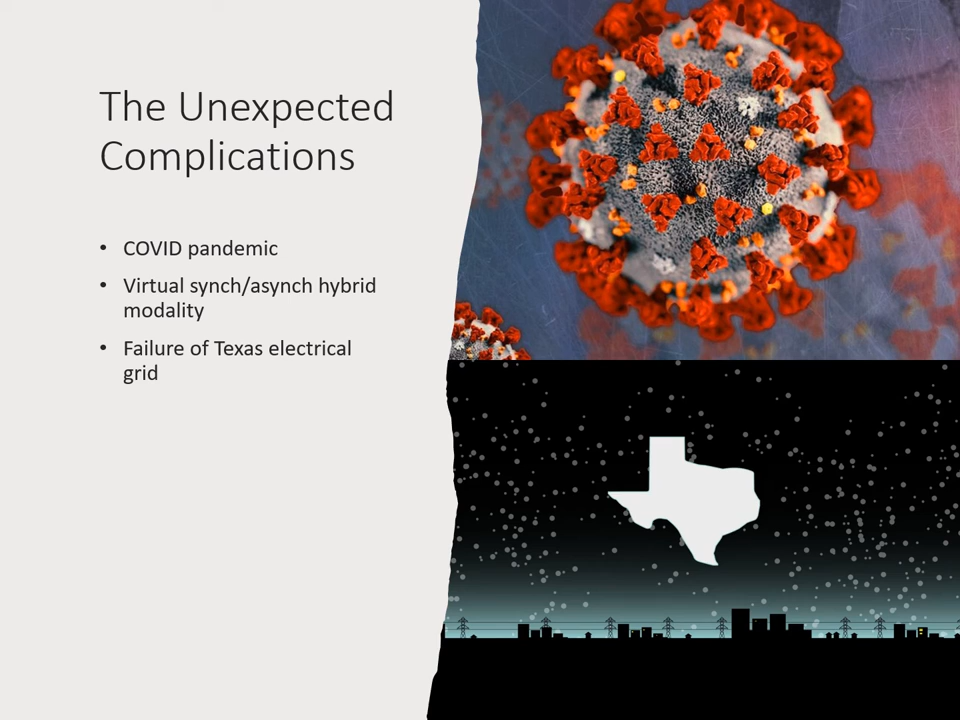 The Unexpected
Complications
• COVID pandemic
• Virtual synch/asynch hybrid
modality
• Failure of Texas electrical
grid